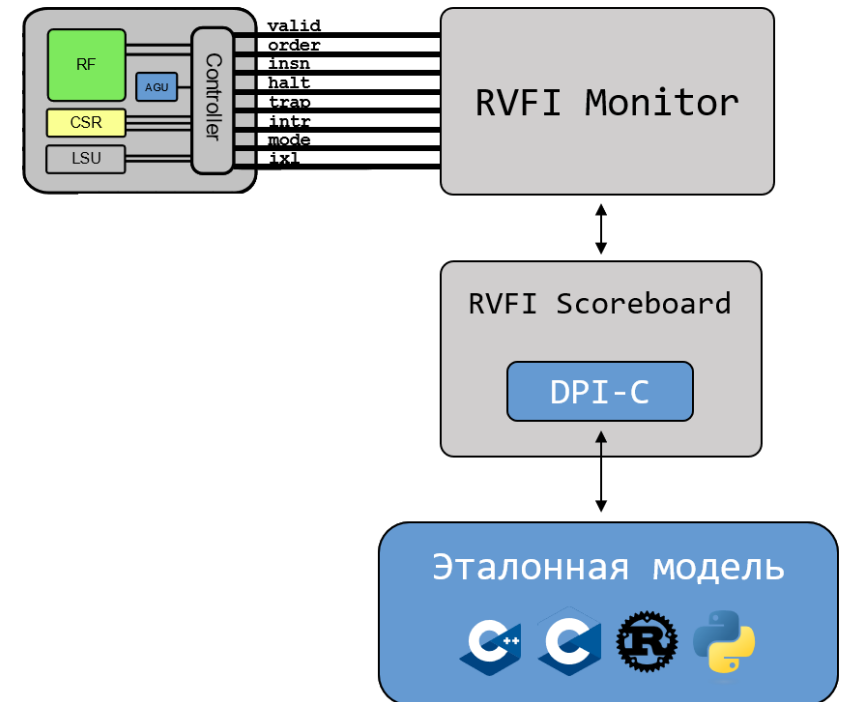 RF
AGU
CSR
LSU
Controller
valid
order
insn
halt
trap
intr
mode
ixl
RVFI Monitor
RVFI Scoreboard
DPI-C
Эталонная модель
C++
C
R